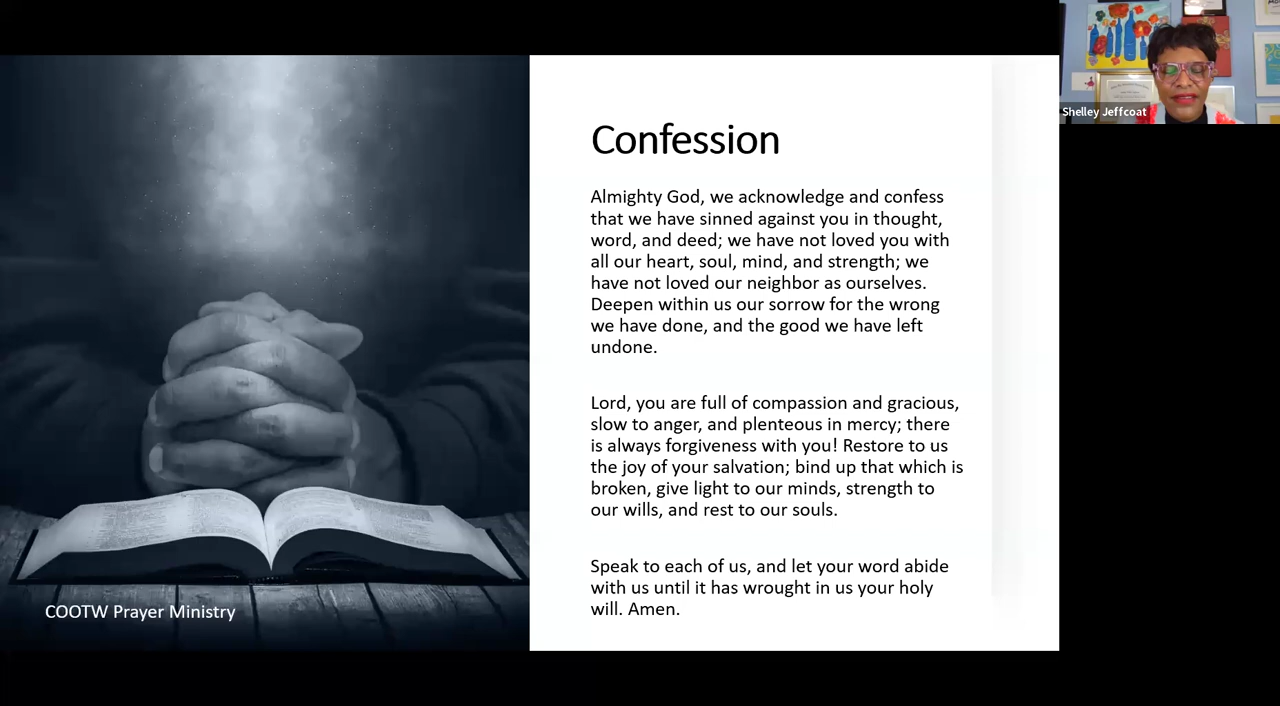 Confession
Almighty God, we acknowledge and confess
that we have sinned against you in thought,
word, and deed; we have not loved you with
all our heart, soul, mind, and strength; we
have not loved our neighbor as ourselves.
Deepen within us our sorrow for the wrong
we have done, and the good we have left
undone.
Lord, you are full of compassion and gracious,
slow to anger, and plenteous in mercy; there
is always forgiveness with you! Restore to us
the joy of your salvation; bind up that which is
broken, give light to our minds, strength to
our wills, and rest to our souls.
Speak to each of us, and let your word abide
with us until it has wrought in us your holy
will. Amen.
COOTW Prayer Ministry
Shelley Jeffcoat